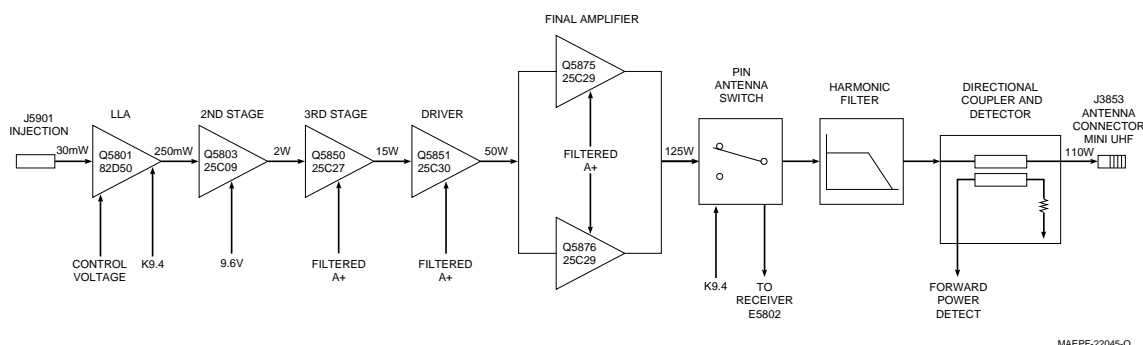 FINAL AMPLIFIER
J5901
INJECTION
30mW
LLA
Q5801
82D50
CONTROL
VOLTAGE
K9.4
250mW
2ND STAGE
Q5803
25C09
9.6V
2W
3RD STAGE
Q5850
25C27
FILTERED
A+
15W
DRIVER
Q5851
25C30
FILTERED
A+
50W
Q5875
25C29
FILTERED
A+
Q5876
25C29
125W
PIN
ANTENNA
SWITCH
K9.4
TO
RECEIVER
E5802
HARMONIC
FILTER
DIRECTIONAL
COUPLER AND
DETECTOR
FORWARD
POWER
DETECT
110W
J3853
ANTENNA
CONNECTOR
MINI UHF
MAEPF-22045-O